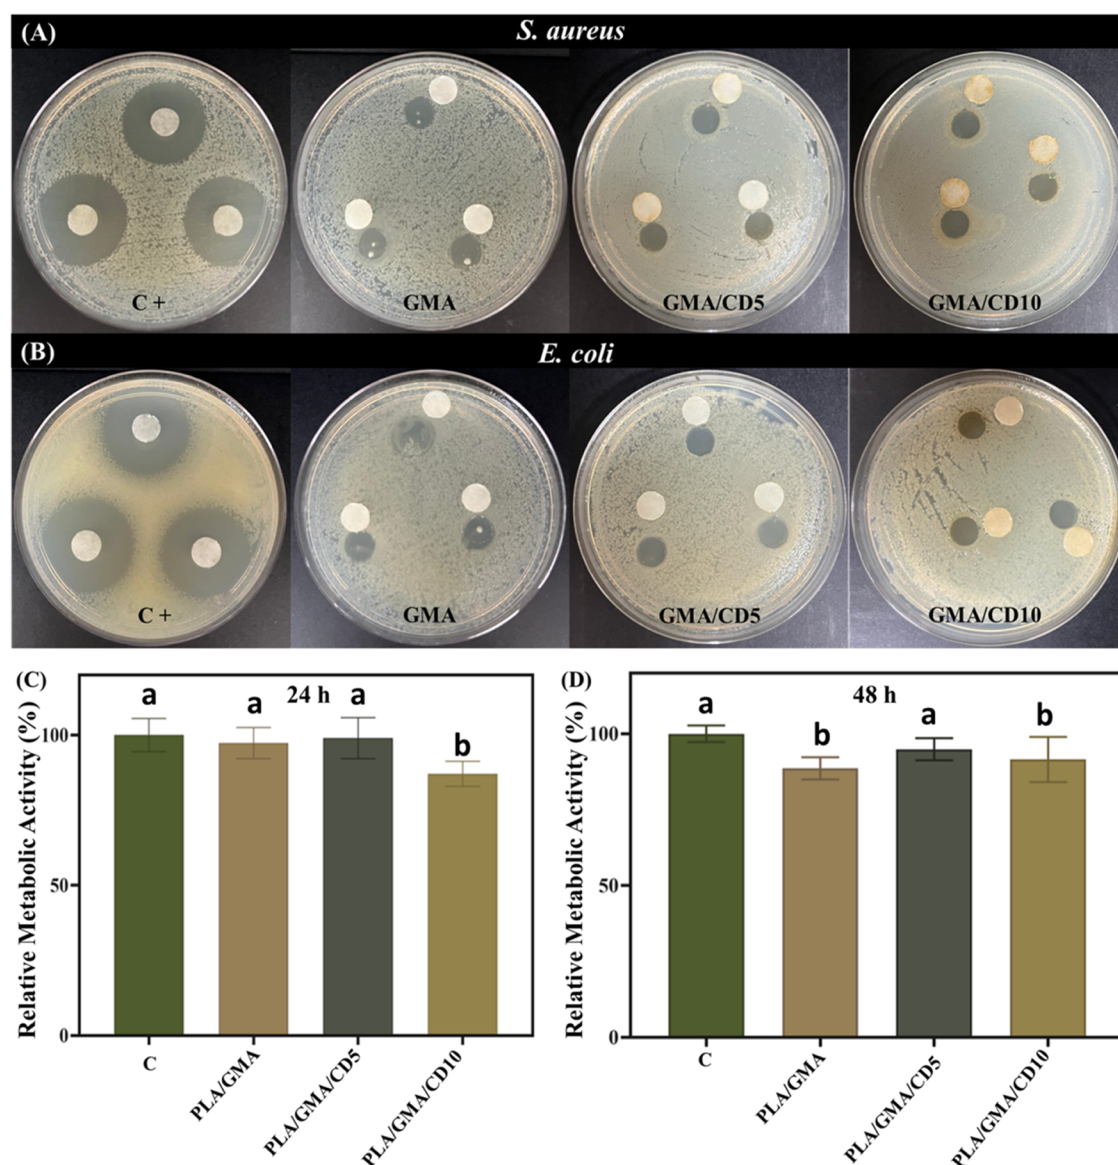 (A) S. aureus
C + GMA GMA/CD5 GMA/CD10
(B) E. coli
C + GMA GMA/CD5 GMA/CD10
(C)
24 h
a a a b
Relative Metabolic Activity (%)
100
50
0
C PLA/GMA PLA/GMA/CD5 PLA/GMA/CD10
(D)
48 h
a b a b
Relative Metabolic Activity (%)
100
50
0
C PLA/GMA PLA/GMA/CD5 PLA/GMA/CD10